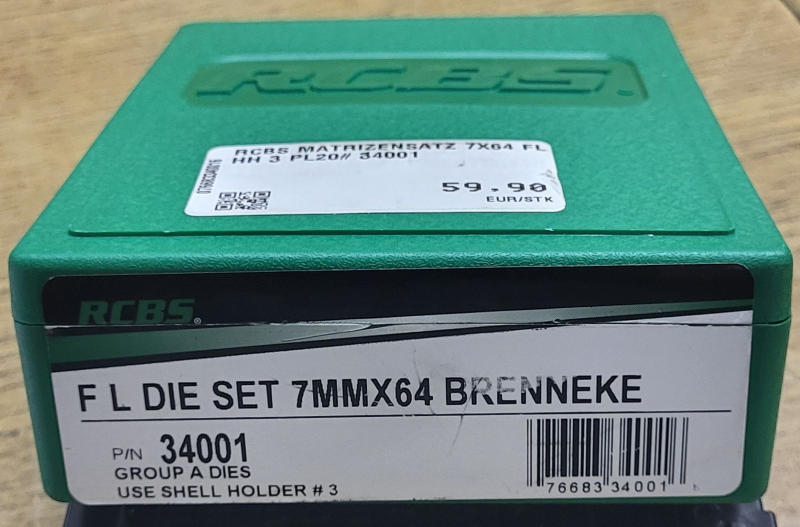 RCBS
RCBS MATRIZENSATZ 7X64 FL
HH 3 PL20# 34001
59.90
EUR/STK
RCBS
F L DIE SET 7MMX64 BRENNEKE
P/N 34001
GROUP A DIES
USE SHELL HOLDER # 3
76683 34001